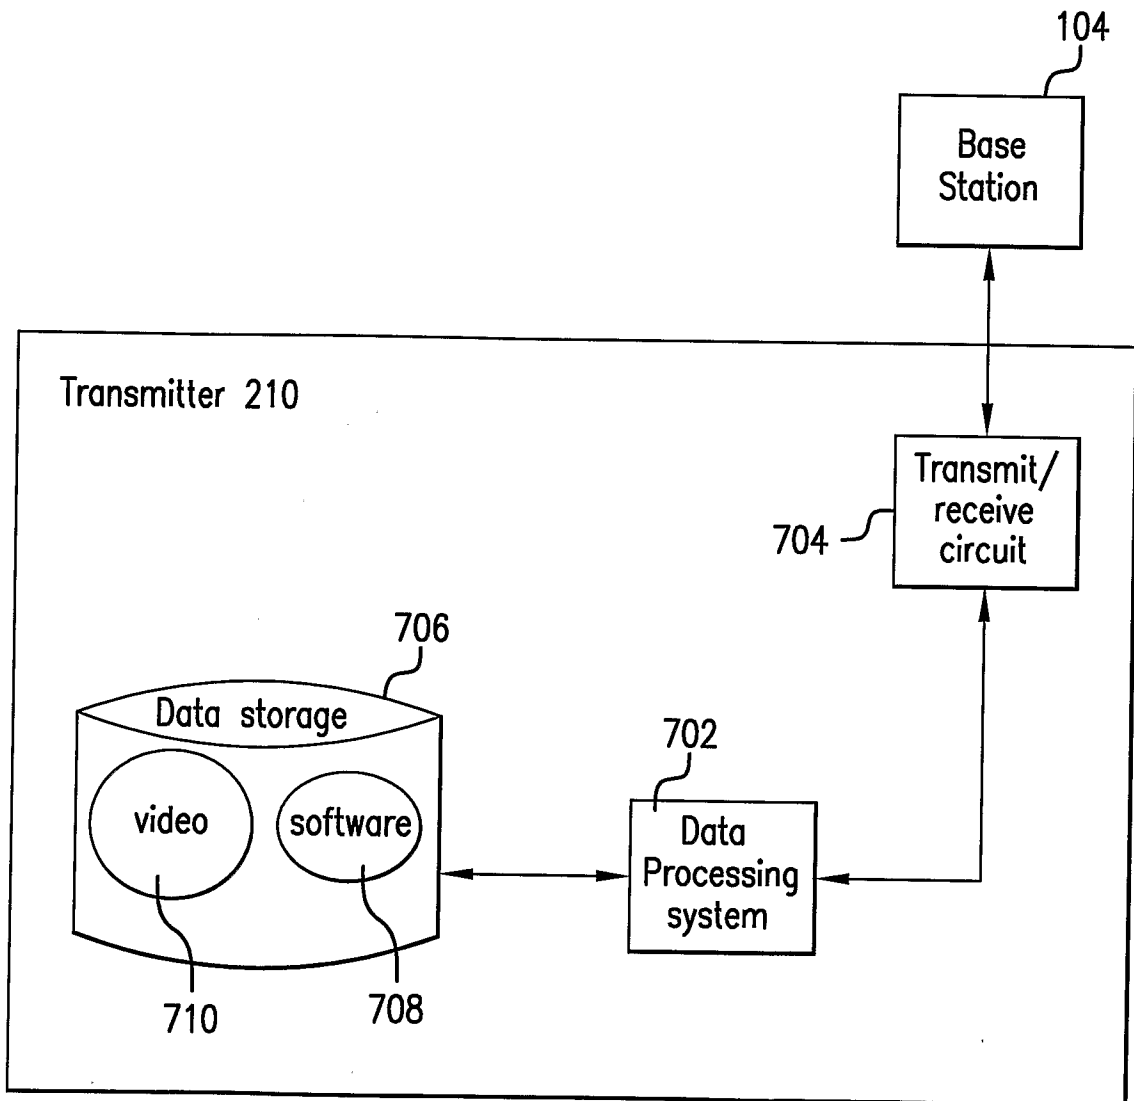 104
Base
Station
Transmitter 210
Transmit/
receive
circuit
704
706
Data storage
702
video
software
Data
Processing
system
710
708